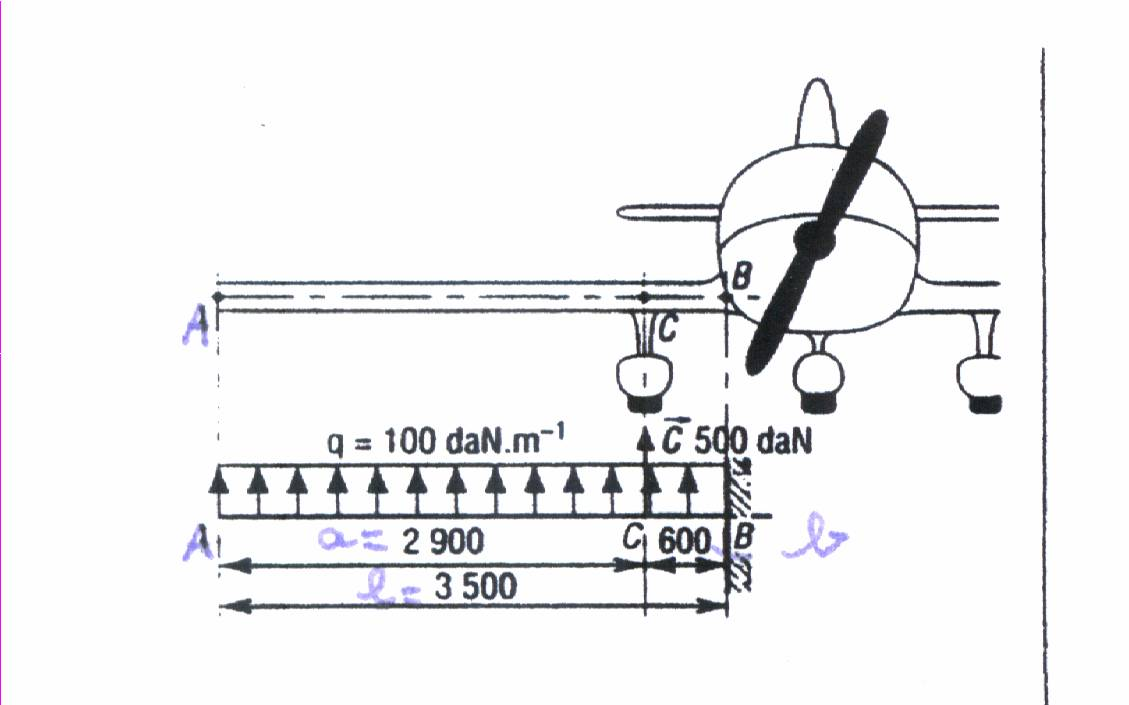 B
A
C
q = 100 daN.m⁻¹
C⃗ 500 daN
A a = 2 900 C 600 B b
l = 3 500